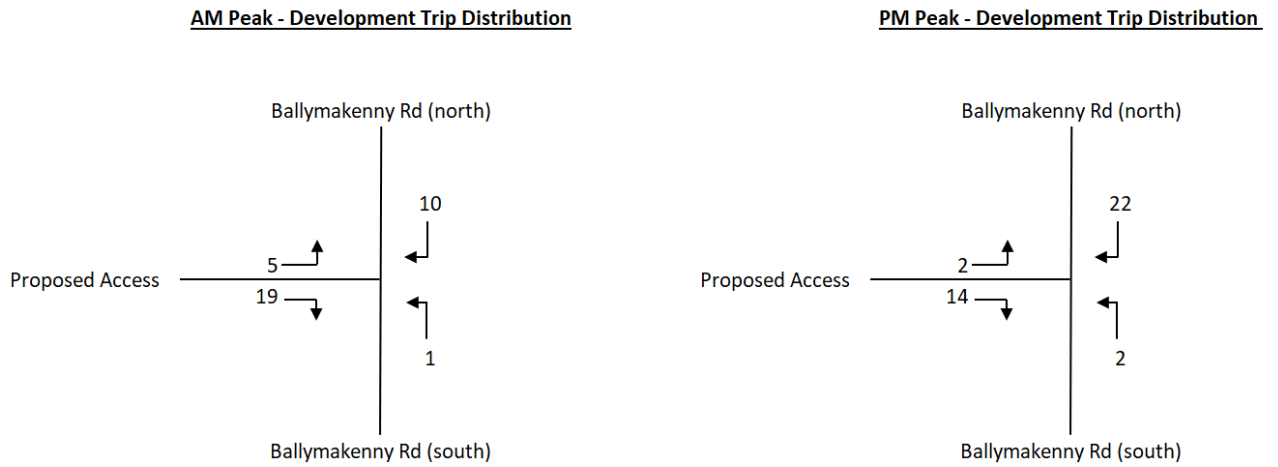 AM Peak - Development Trip Distribution
PM Peak - Development Trip Distribution
Ballymakenny Rd (north)
Ballymakenny Rd (north)
10
22
5
2
Proposed Access
Proposed Access
19
14
1
2
Ballymakenny Rd (south)
Ballymakenny Rd (south)